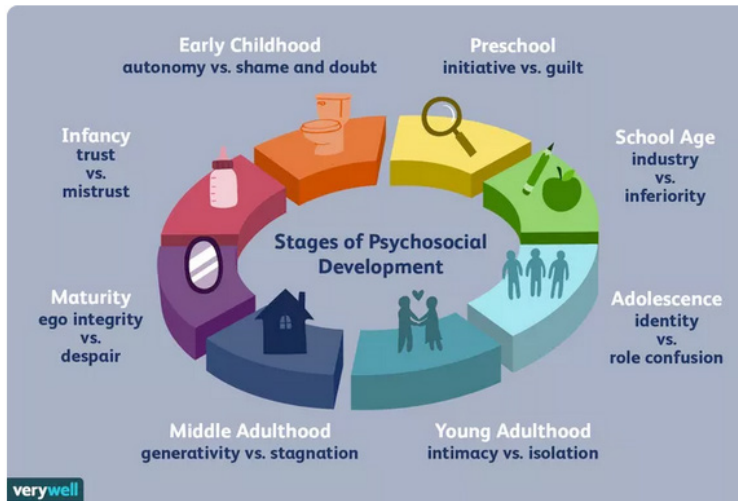 Early Childhood
autonomy vs. shame and doubt
Preschool
initiative vs. guilt
Infancy
trust
vs.
mistrust
School Age
industry
vs.
inferiority
Stages of Psychosocial
Development
Maturity
ego integrity
vs.
despair
Adolescence
identity
vs.
role confusion
Middle Adulthood
generativity vs. stagnation
Young Adulthood
intimacy vs. isolation
verywell